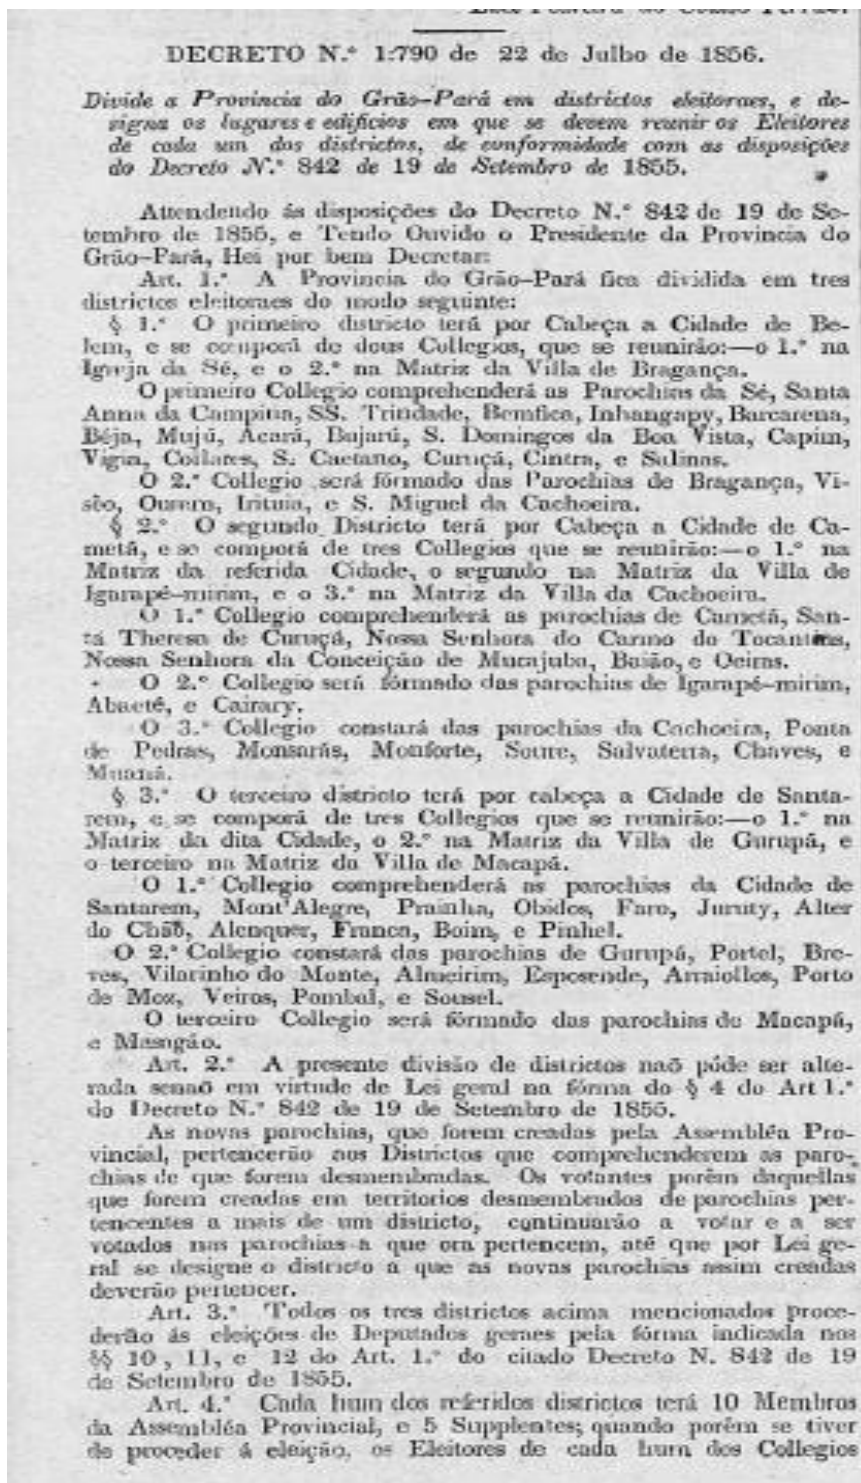 DECRETO N.º 1:790 de 22 de Julho de 1856.
Divide a Provincia do Grão-Pará em districtos eleitoraes, e de-
signa os lugares e edificios em que se devem reunir os Eleitores
de cada um dos districtos, de conformidade com as disposições
do Decreto N.º 842 de 19 de Setembro de 1855.
Attendendo ás disposições do Decreto N.º 842 de 19 de Se-
tembro de 1855, e Tendo Ouvido o Presidente da Provincia do
Grão-Pará, Hei por bem Decretar:
Art. 1.º A Provincia do Grão-Pará fica dividida em tres
districtos eleitoraes do modo seguinte:
§ 1.º O primeiro districto terá por Cabeça a Cidade de Be-
lem, e se comporá de dous Collegios, que se reunirão:—o 1.º na
Igreja da Sé, e o 2.º na Matriz da Villa de Bragança.
O primeiro Collegio comprehenderá as Parochias da Sé, Santa
Anna da Campina, SS. Trindade, Bemfica, Inhangapy, Barcarena,
Béja, Mujú, Acará, Bujarú, S. Domingos da Boa Vista, Capim,
Vigia, Collares, S. Caetano, Curuçá, Cintra, e Salinas.
O 2.º Collegio será fórmado das Parochias de Bragança, Vi-
sêo, Ourem, Irituia, e S. Miguel da Cachoeira.
§ 2.º O segundo Districto terá por Cabeça a Cidade de Ca-
metá, e se comporá de tres Collegios que se reunirão:—o 1.º na
Matriz da referida Cidade, o segundo na Matriz da Villa de
Igarapé-mirim, e o 3.º na Matriz da Villa da Cachoeira.
O 1.º Collegio comprehenderá as parochias de Cametá, San-
ta Theresa de Curuçá, Nossa Senhora do Carmo do Tocantins,
Nossa Senhora da Conceição de Murajuba, Baião, e Oeiras.
O 2.º Collegio será fórmado das parochias de Igarapé-mirim,
Abaeté, e Cairary.
O 3.º Collegio constará das parochias da Cachoeira, Ponta
de Pedras, Monsarás, Monforte, Soure, Salvaterra, Chaves, e
Muaná.
§ 3.º O terceiro districto terá por cabeça a Cidade de Santa-
rem, e se comporá de tres Collegios que se reunirão:—o 1.º na
Matriz da dita Cidade, o 2.º na Matriz da Villa de Gurupá, e
o terceiro na Matriz da Villa de Macapá.
O 1.º Collegio comprehenderá as parochias da Cidade de
Santarem, Mont'Alegre, Prainha, Obidos, Faro, Juruty, Alter
do Chaõ, Alenquer, Franca, Boim, e Pinhel.
O 2.º Collegio constará das parochias de Gurupá, Portel, Bre-
ves, Vilarinho do Monte, Almeirim, Esposende, Arraiollos, Porto
de Moz, Veiros, Pombal, e Sousel.
O terceiro Collegio será fórmado das parochias de Macapá,
e Masagão.
Art. 2.º A presente divisão de districtos naõ póde ser alte-
rada senaõ em virtude de Lei geral na fórma do § 4 do Art 1.º
do Decreto N.º 842 de 19 de Setembro de 1855.
As novas parochias, que forem creadas pela Assembléa Pro-
vincial, pertencerão aos Districtos que comprehenderem as paro-
chias de que forem desmembradas. Os votantes porêm daquellas
que forem creadas em territorios desmembrados de parochias per-
tencentes a mais de um districto, continuarão a votar e a ser
votados nas parochias a que ora pertencem, até que por Lei ge-
ral se designe o districto a que as novas parochias assim creadas
deverão pertencer.
Art. 3.º Todos os tres districtos acima mencionados proce-
derão ás eleições de Deputados geraes pela fórma indicada nos
§§ 10, 11, e 12 do Art. 1.º do citado Decreto N. 842 de 19
de Setembro de 1855.
Art. 4.º Cada hum dos referidos districtos terá 10 Membros
da Assembléa Provincial, e 5 Supplentes; quando porêm se tiver
de proceder á eleição, os Eleitores de cada hum dos Collegios